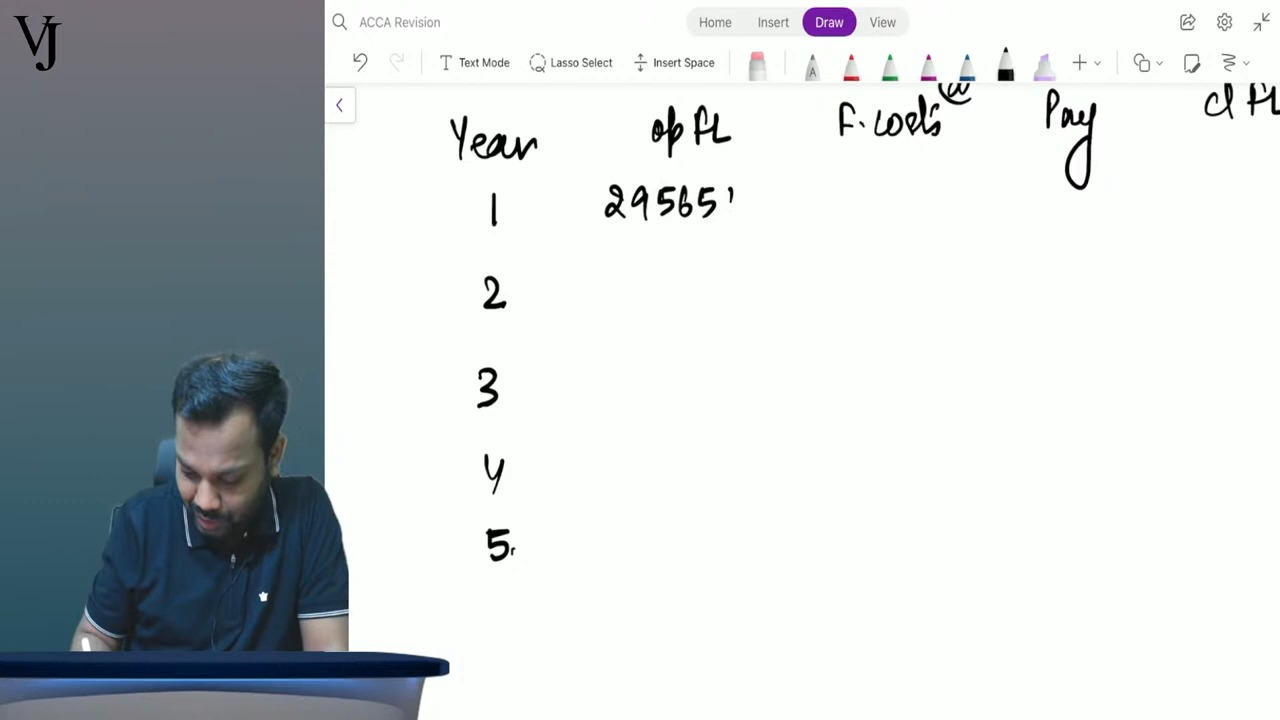 VJ
ACCA Revision
Home Insert Draw View
Text Mode Lasso Select Insert Space
Year op FL F. Costs @ Pay cl FL
1 29565
2
3
4
5